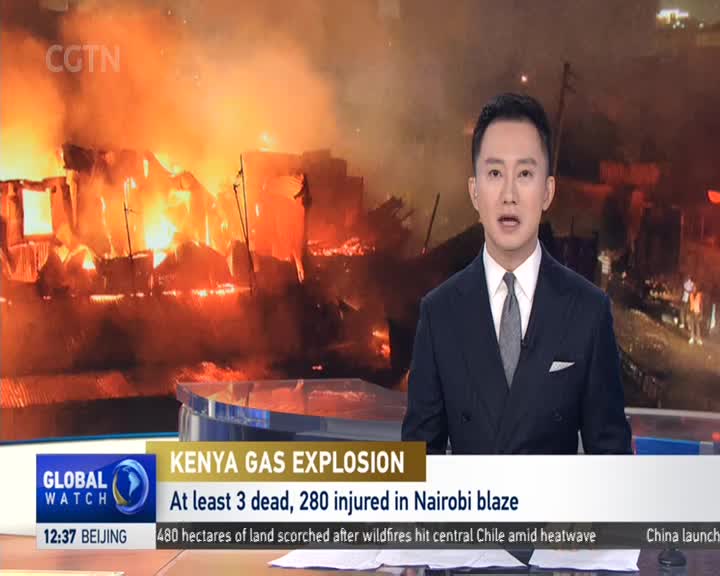 CGTN
KENYA GAS EXPLOSION
GLOBAL
WATCH
At least 3 dead, 280 injured in Nairobi blaze
12:37 BEIJING
480 hectares of land scorched after wildfires hit central Chile amid heatwave China launch